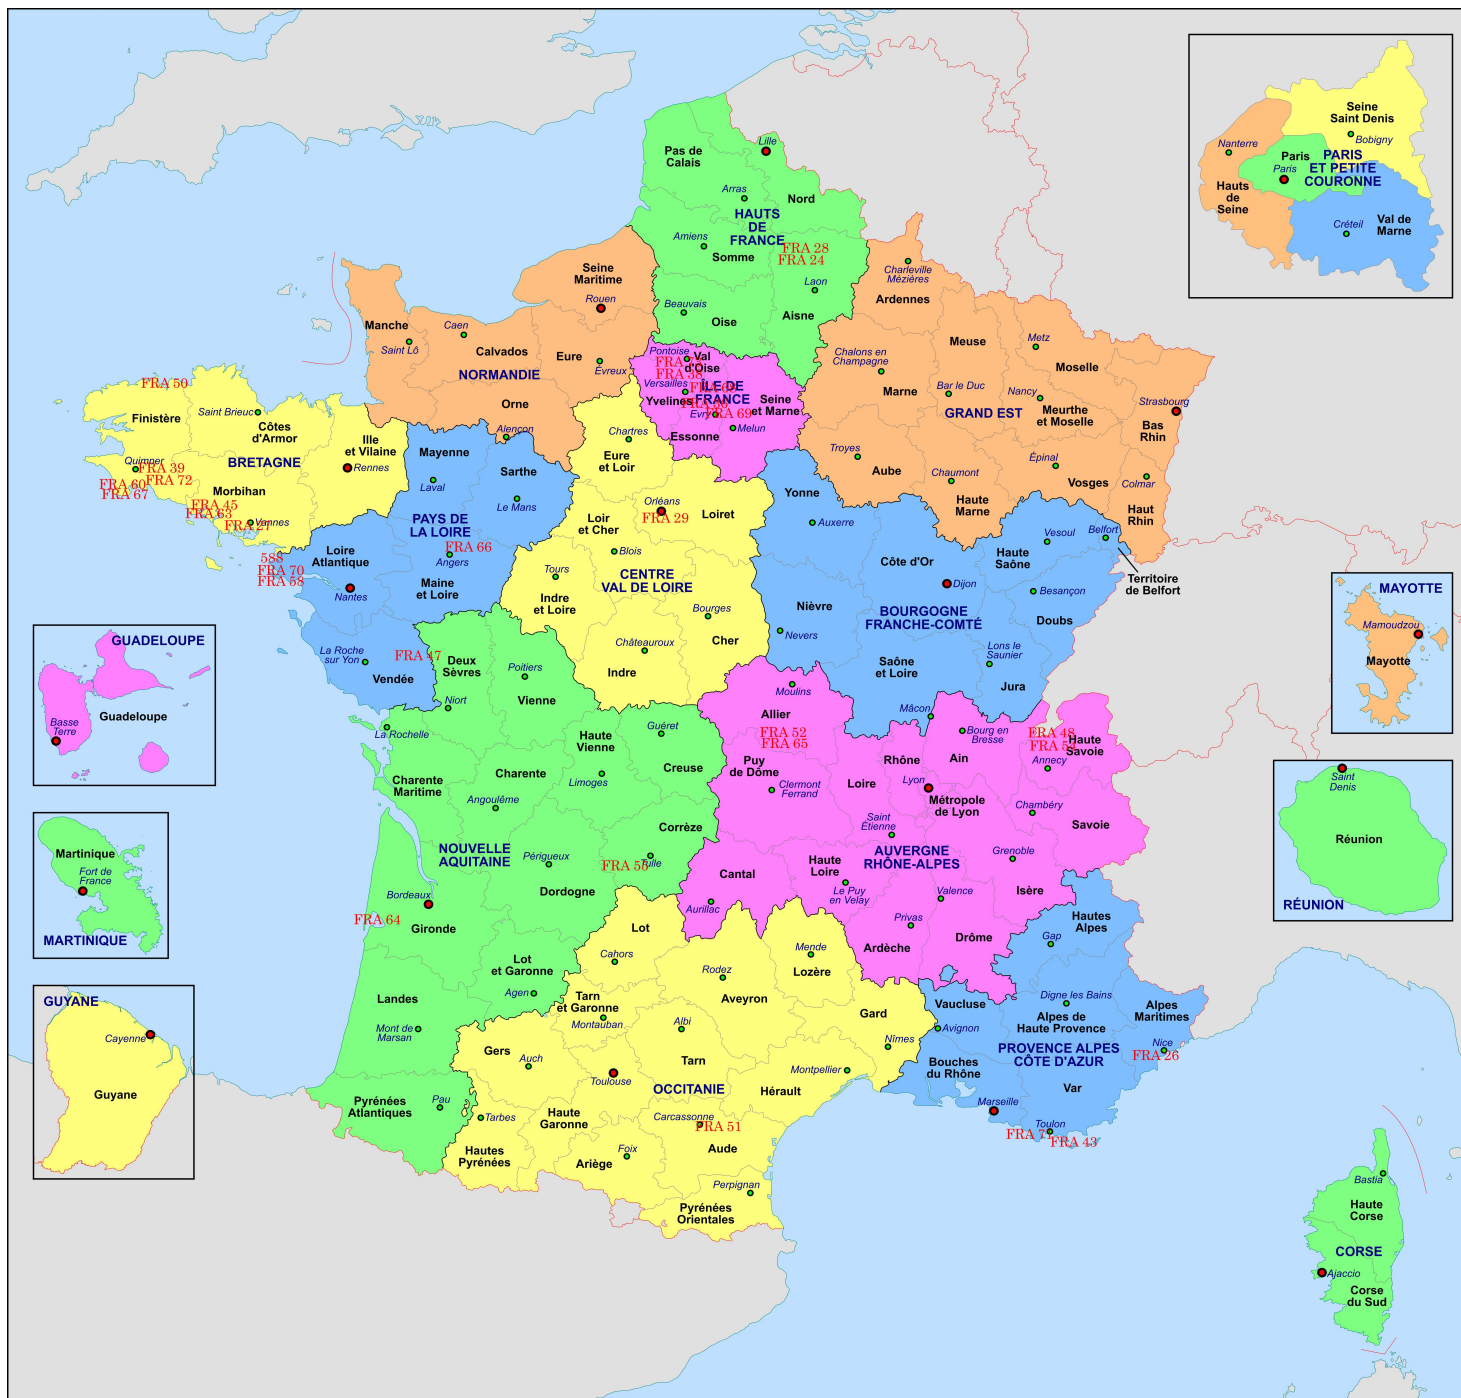 Lille
Pas de
Calais
Arras
Nord
HAUTS
DE
FRANCE
Amiens
Somme
FRA 28
FRA 24
Laon
Beauvais
Oise
Aisne
Seine
Saint Denis
Bobigny
Nanterre
Paris
Paris
PARIS
ET PETITE
COURONNE
Hauts
de
Seine
Créteil
Val de
Marne
Seine
Maritime
Rouen
Manche
Saint Lô
Caen
Calvados
Eure
Évreux
NORMANDIE
Orne
Alençon
Charleville
Mézières
Ardennes
Chalons en
Champagne
Marne
Meuse
Metz
Moselle
Bar le Duc
Nancy
GRAND EST
Meurthe
et Moselle
Strasbourg
Bas
Rhin
Troyes
Aube
Chaumont
Haute
Marne
Épinal
Vosges
Colmar
Haut
Rhin
Pontoise
Val
d'Oise
FRA 38
Versailles
Yvelines
ÎLE DE
FRANCE
Seine
et Marne
Evry
FRA 69
Essonne
Melun
FRA 50
Finistère
Saint Brieuc
Côtes
d'Armor
Ille
et Vilaine
Rennes
BRETAGNE
Quimper
FRA 39
FRA 72
FRA 60
FRA 67
Morbihan
FRA 45
FRA 63
FRA 27
Vannes
Mayenne
Laval
Sarthe
Le Mans
PAYS DE
LA LOIRE
FRA 66
Angers
Loire
Atlantique
588
FRA 70
FRA 58
Nantes
Maine
et Loire
La Roche
sur Yon
Vendée
FRA 47
Chartres
Eure
et Loir
Orléans
FRA 29
Loiret
Loir
et Cher
Blois
Tours
Indre
et Loire
CENTRE
VAL DE LOIRE
Bourges
Cher
Châteauroux
Indre
Yonne
Auxerre
Côte d'Or
Dijon
Haute
Saône
Vesoul
Belfort
Territoire
de Belfort
Besançon
Doubs
BOURGOGNE
FRANCHE-COMTÉ
Nièvre
Nevers
Saône
et Loire
Lons le
Saunier
Jura
Mâcon
MAYOTTE
Mamoudzou
Mayotte
GUADELOUPE
Basse
Terre
Guadeloupe
Deux
Sèvres
Poitiers
Vienne
Niort
La Rochelle
Charente
Maritime
Charente
Angoulême
Haute
Vienne
Limoges
Guéret
Creuse
Corrèze
Tulle
NOUVELLE
AQUITAINE
Périgueux
Dordogne
Bordeaux
FRA 64
Gironde
Lot
et Garonne
Agen
Landes
Mont de
Marsan
Pyrénées
Atlantiques
Pau
Moulins
Allier
FRA 52
FRA 65
Puy
de Dôme
Clermont
Ferrand
Loire
Rhône
Ain
Bourg en
Bresse
FRA 48
Haute
Savoie
Annecy
Lyon
Métropole
de Lyon
Chambéry
Savoie
Saint
Étienne
AUVERGNE
RHÔNE-ALPES
Grenoble
Isère
Cantal
Aurillac
Haute
Loire
Le Puy
en Velay
Valence
Privas
Ardèche
Drôme
Saint
Denis
Réunion
RÉUNION
Martinique
Fort de
France
MARTINIQUE
GUYANE
Cayenne
Guyane
Lot
Cahors
Tarn
et Garonne
Montauban
Rodez
Aveyron
Mende
Lozère
Gard
Nîmes
Albi
Tarn
Gers
Auch
Toulouse
OCCITANIE
Montpellier
Hérault
Tarbes
Hautes
Pyrénées
Haute
Garonne
Carcassonne
FRA 51
Aude
Ariège
Foix
Perpignan
Pyrénées
Orientales
Hautes
Alpes
Gap
Vaucluse
Avignon
Digne les Bains
Alpes de
Haute Provence
Alpes
Maritimes
Nice
FRA 26
PROVENCE ALPES
CÔTE D'AZUR
Bouches
du Rhône
Var
Marseille
Toulon
FRA 43
Bastia
Haute
Corse
CORSE
Ajaccio
Corse
du Sud